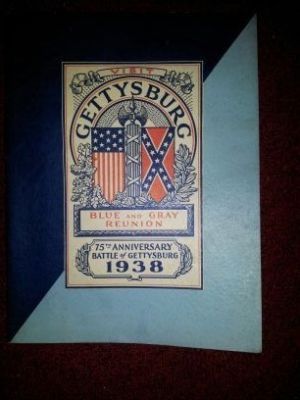 VISIT
GETTYSBURG
BLUE AND GRAY
REUNION
75TH ANNIVERSARY
BATTLE of GETTYSBURG
1938